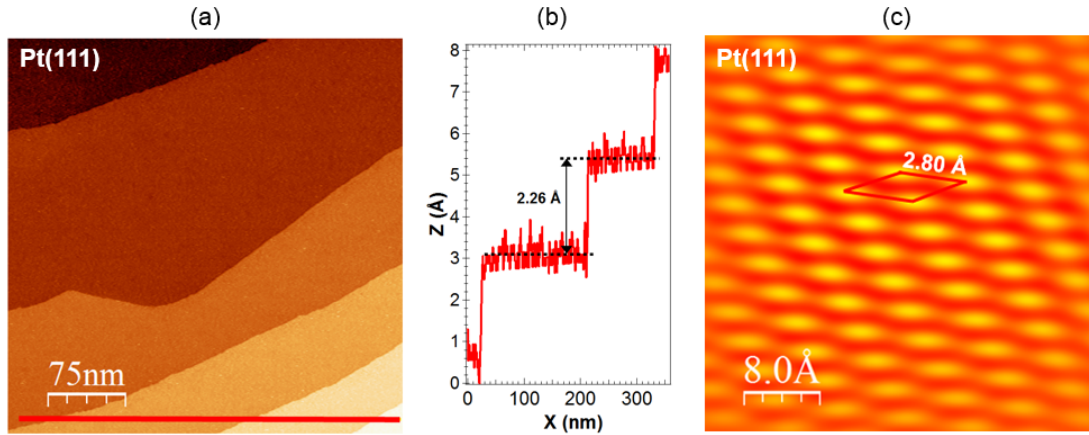 (a)
(b)
(c)
Pt(111)
75nm
8
7
6
5
4
3
2
1
0
Z (Å)
2.26 Å
0 100 200 300
X (nm)
Pt(111)
2.80 Å
8.0Å